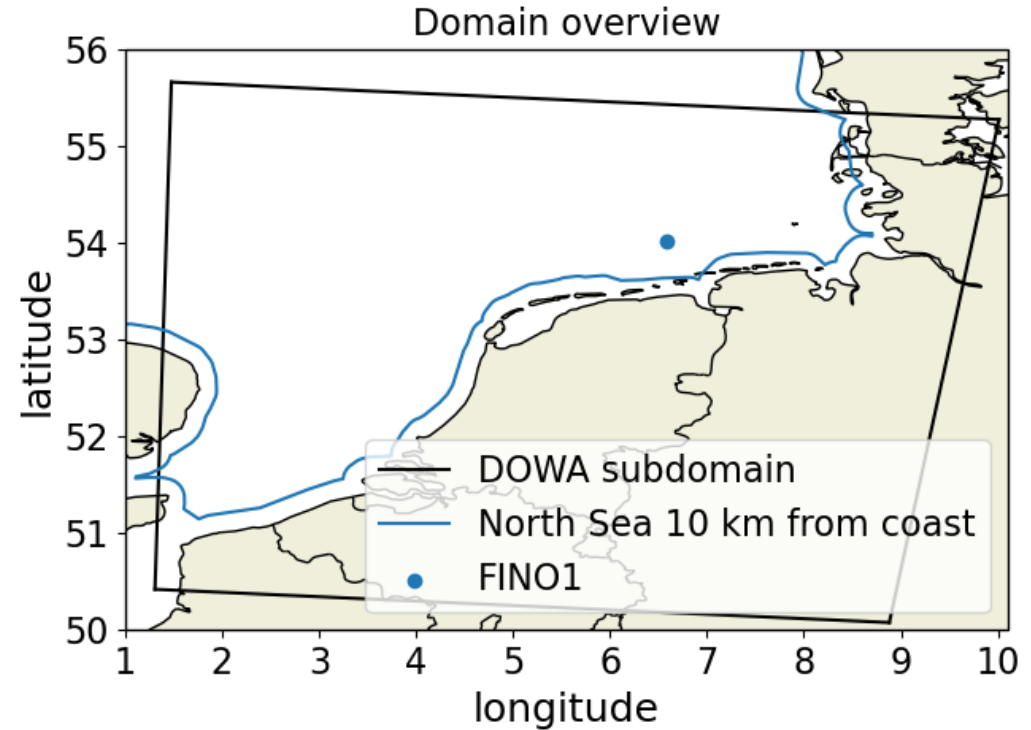 Domain overview
56
55
54
53
52
51
50
latitude
DOWA subdomain
North Sea 10 km from coast
FINO1
1 2 3 4 5 6 7 8 9 10
longitude